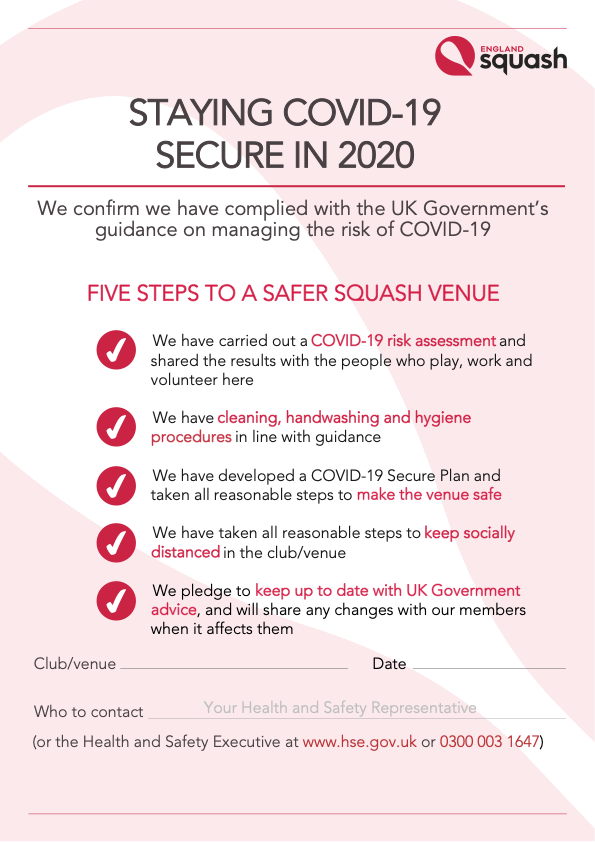 ENGLAND
squash
STAYING COVID-19
SECURE IN 2020
We confirm we have complied with the UK Government’s
guidance on managing the risk of COVID-19
FIVE STEPS TO A SAFER SQUASH VENUE
We have carried out a COVID-19 risk assessment and
shared the results with the people who play, work and
volunteer here
We have cleaning, handwashing and hygiene
procedures in line with guidance
We have developed a COVID-19 Secure Plan and
taken all reasonable steps to make the venue safe
We have taken all reasonable steps to keep socially
distanced in the club/venue
We pledge to keep up to date with UK Government
advice, and will share any changes with our members
when it affects them
Club/venue Date
Who to contact Your Health and Safety Representative
(or the Health and Safety Executive at www.hse.gov.uk or 0300 003 1647)